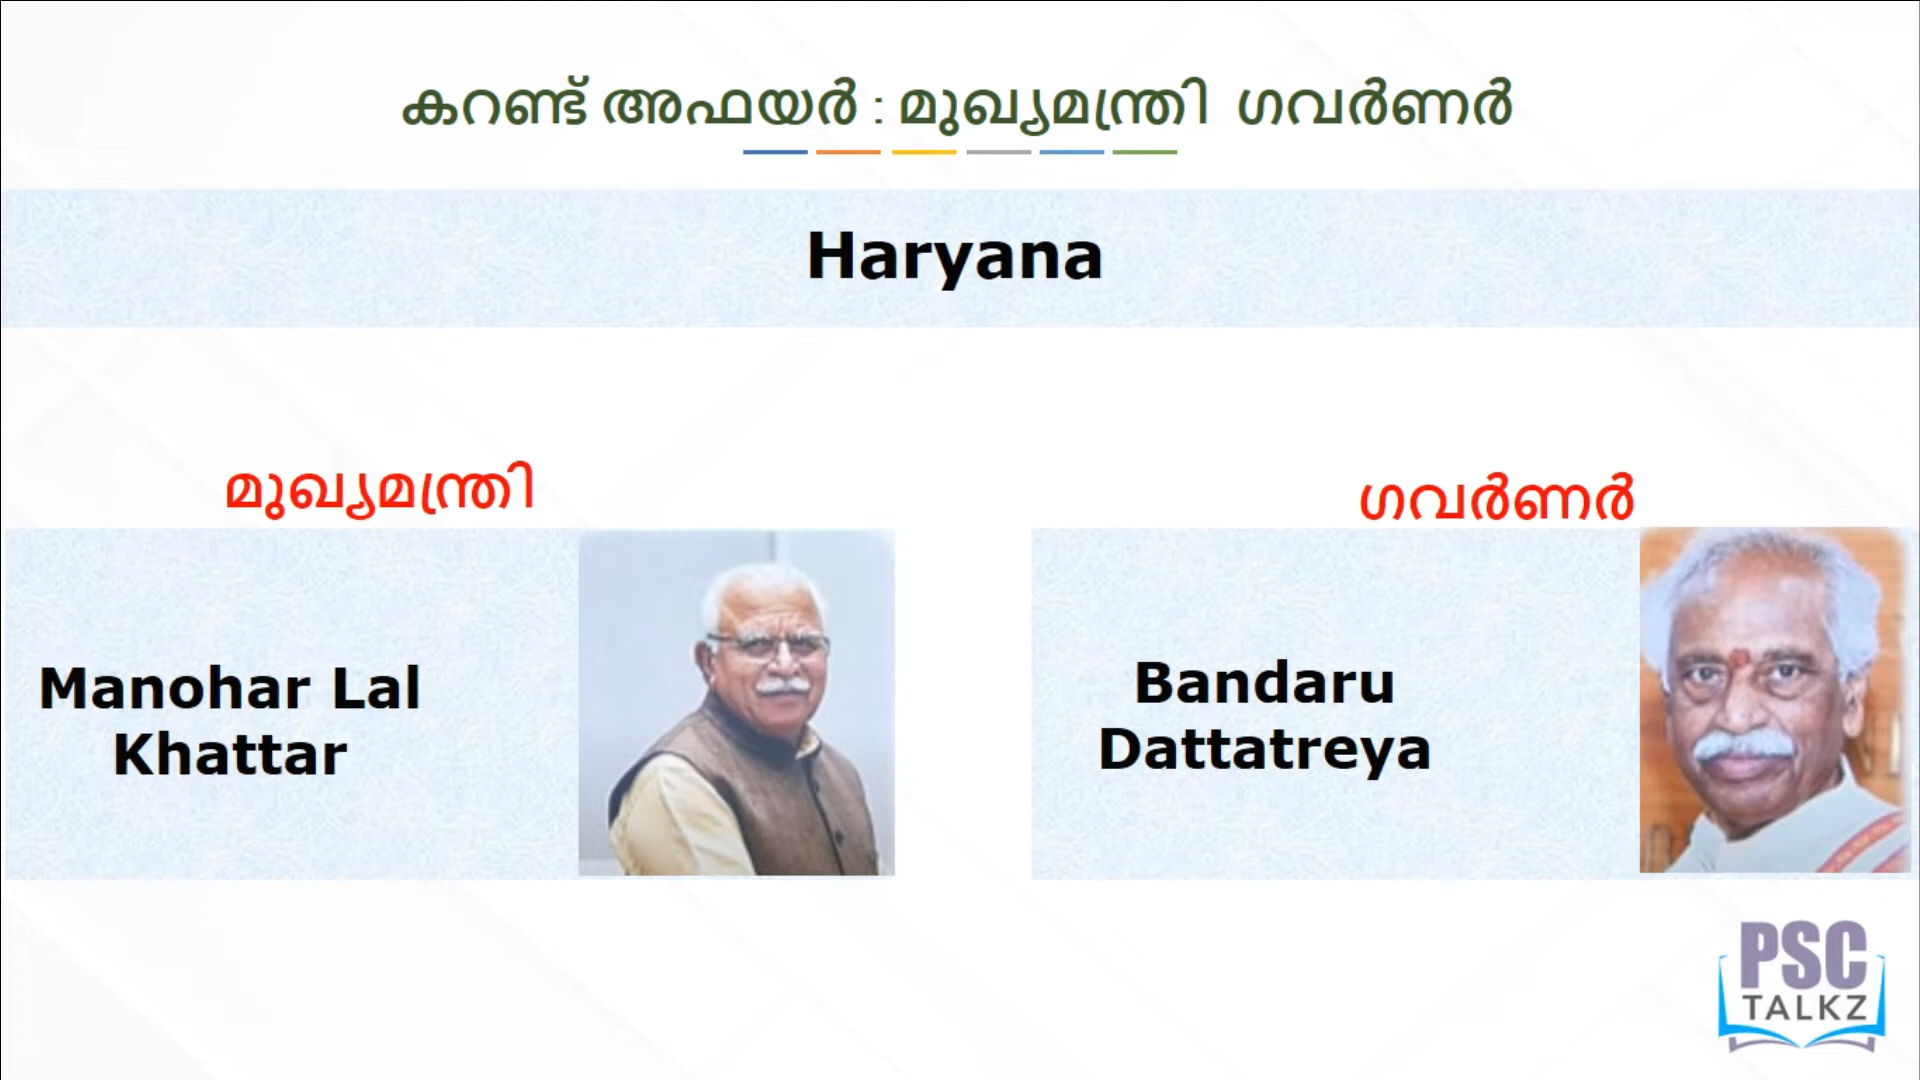 കറണ്ട് അഫയർ : മുഖ്യമന്ത്രി ഗവർണർ
Haryana
മുഖ്യമന്ത്രി
Manohar Lal
Khattar
ഗവർണർ
Bandaru
Dattatreya
PSC
TALKZ